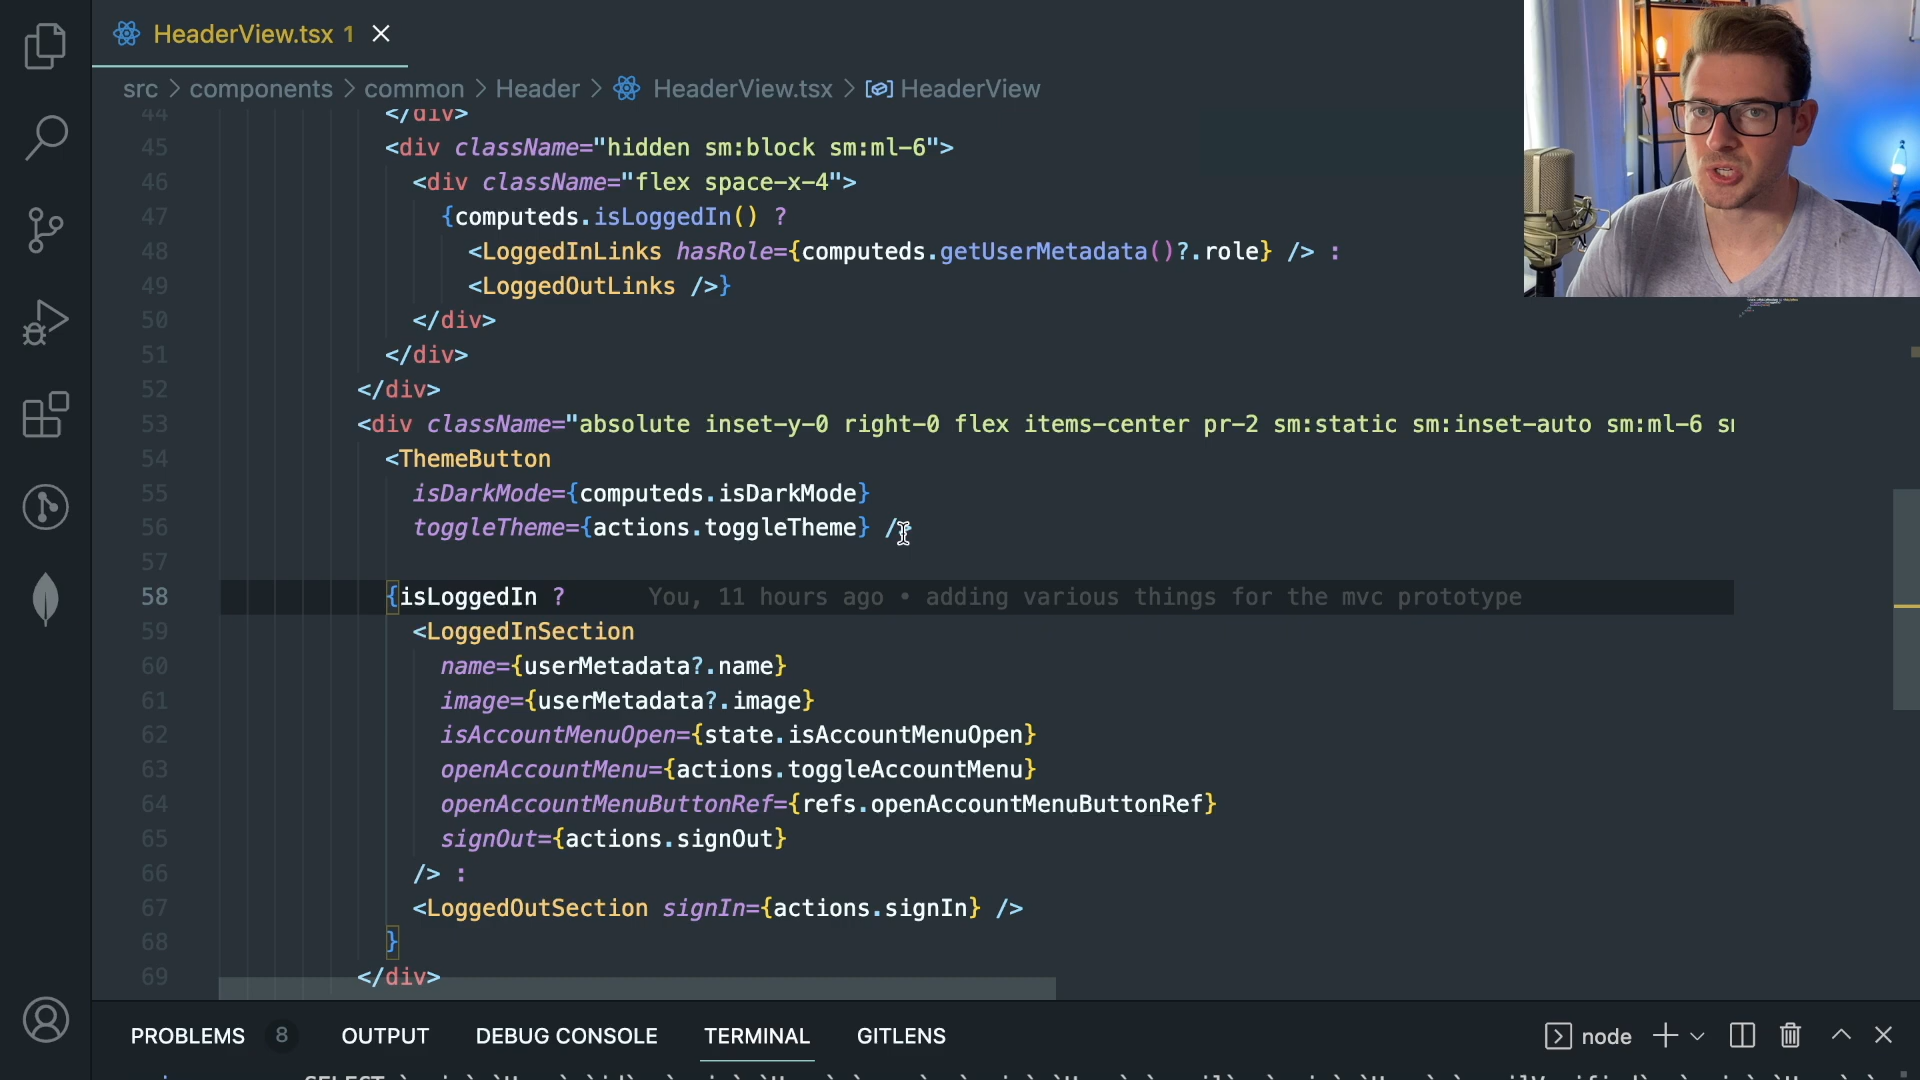 HeaderView.tsx 1
src > components > common > Header > HeaderView.tsx > HeaderView
44 </div>
45 <div className="hidden sm:block sm:ml-6">
46 <div className="flex space-x-4">
47 {computeds.isLoggedIn() ?
48 <LoggedInLinks hasRole={computeds.getUserMetadata()?.role} /> :
49 <LoggedOutLinks />}
50 </div>
51 </div>
52 </div>
53 <div className="absolute inset-y-0 right-0 flex items-center pr-2 sm:static sm:inset-auto sm:ml-6
54 <ThemeButton
55 isDarkMode={computeds.isDarkMode}
56 toggleTheme={actions.toggleTheme} />
57
58 {isLoggedIn ? You, 11 hours ago • adding various things for the mvc prototype
59 <LoggedInSection
60 name={userMetadata?.name}
61 image={userMetadata?.image}
62 isAccountMenuOpen={state.isAccountMenuOpen}
63 openAccountMenu={actions.toggleAccountMenu}
64 openAccountMenuButtonRef={refs.openAccountMenuButtonRef}
65 signOut={actions.signOut}
66 /> :
67 <LoggedOutSection signIn={actions.signIn} />
68 }
69 </div>
PROBLEMS 8 OUTPUT DEBUG CONSOLE TERMINAL GITLENS node